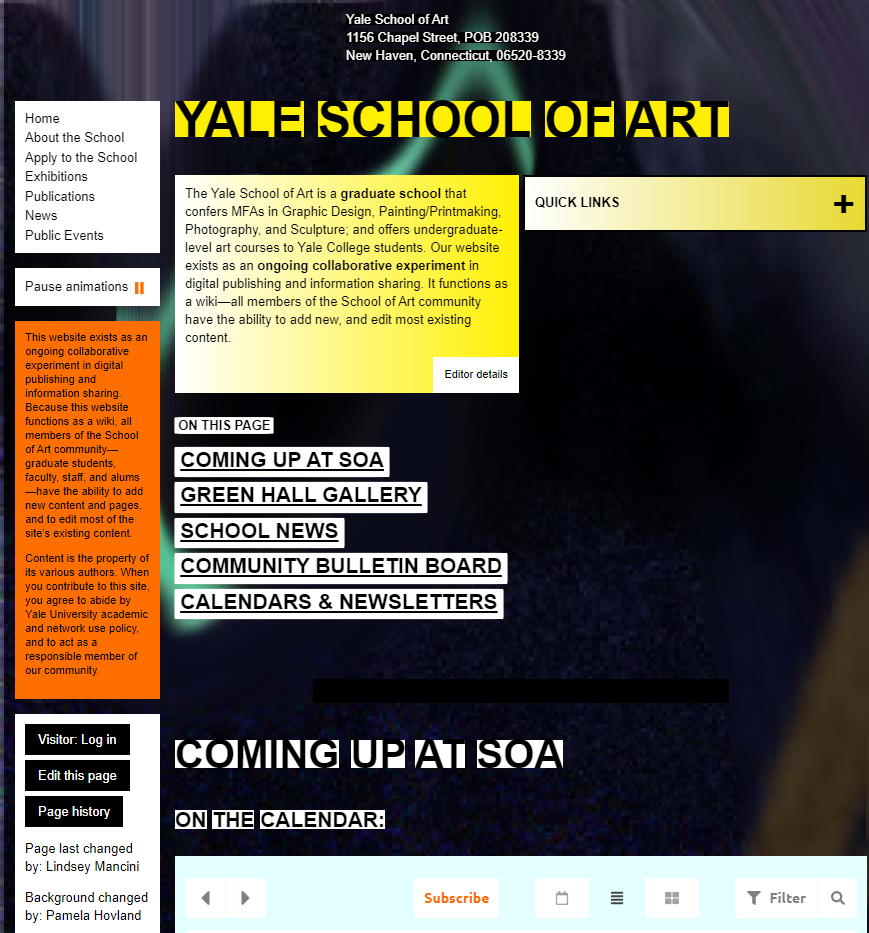 Yale School of Art
1156 Chapel Street, POB 208339
New Haven, Connecticut, 06520-8339
Home
About the School
Apply to the School
Exhibitions
Publications
News
Public Events
Pause animations
This website exists as an
ongoing collaborative
experiment in digital
publishing and
information sharing.
Because this website
functions as a wiki, all
members of the School
of Art community—
graduate students,
faculty, staff, and alums
—have the ability to add
new content and pages,
and to edit most of the
site's existing content.
Content is the property of
its various authors. When
you contribute to this site,
you agree to abide by
Yale University academic
and network use policy,
and to act as a
responsible member of
our community.
Visitor: Log in
Edit this page
Page history
Page last changed
by: Lindsey Mancini
Background changed
by: Pamela Hovland
YALE SCHOOL OF ART
The Yale School of Art is a graduate school that
confers MFAs in Graphic Design, Painting/Printmaking,
Photography, and Sculpture; and offers undergraduate-
level art courses to Yale College students. Our website
exists as an ongoing collaborative experiment in
digital publishing and information sharing. It functions as
a wiki—all members of the School of Art community
have the ability to add new, and edit most existing
content.
Editor details
QUICK LINKS
ON THIS PAGE
COMING UP AT SOA
GREEN HALL GALLERY
SCHOOL NEWS
COMMUNITY BULLETIN BOARD
CALENDARS & NEWSLETTERS
COMING UP AT SOA
ON THE CALENDAR:
Subscribe
Filter